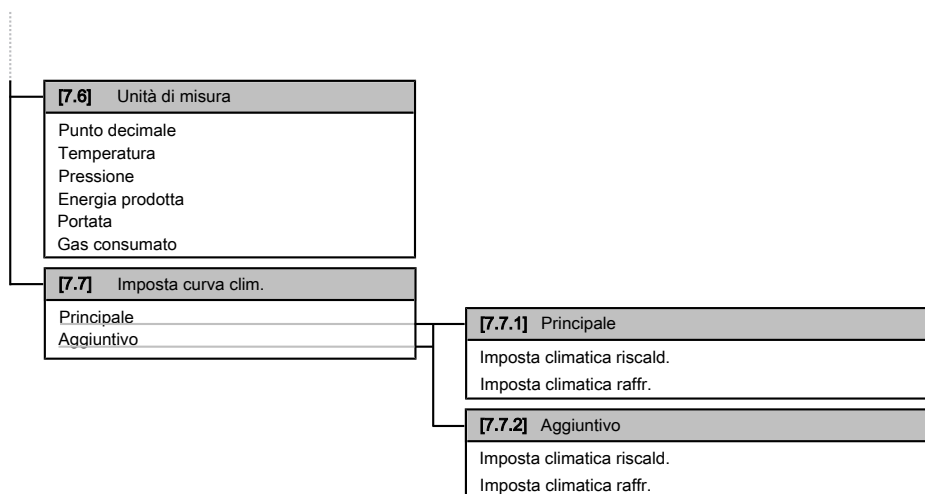 [7.6] Unità di misura
Punto decimale
Temperatura
Pressione
Energia prodotta
Portata
Gas consumato
[7.7] Imposta curva clim.
Principale
Aggiuntivo
[7.7.1] Principale
Imposta climatica riscald.
Imposta climatica raffr.
[7.7.2] Aggiuntivo
Imposta climatica riscald.
Imposta climatica raffr.